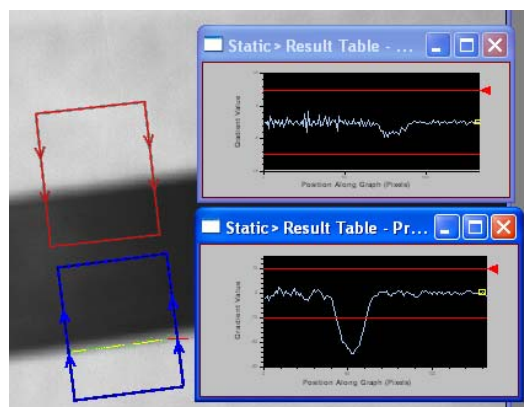 Static > Result Table - ...
Gradient Value
Position Along Graph (Pixels)
Static > Result Table - Pr...
Gradient Value
Position Along Graph (Pixels)